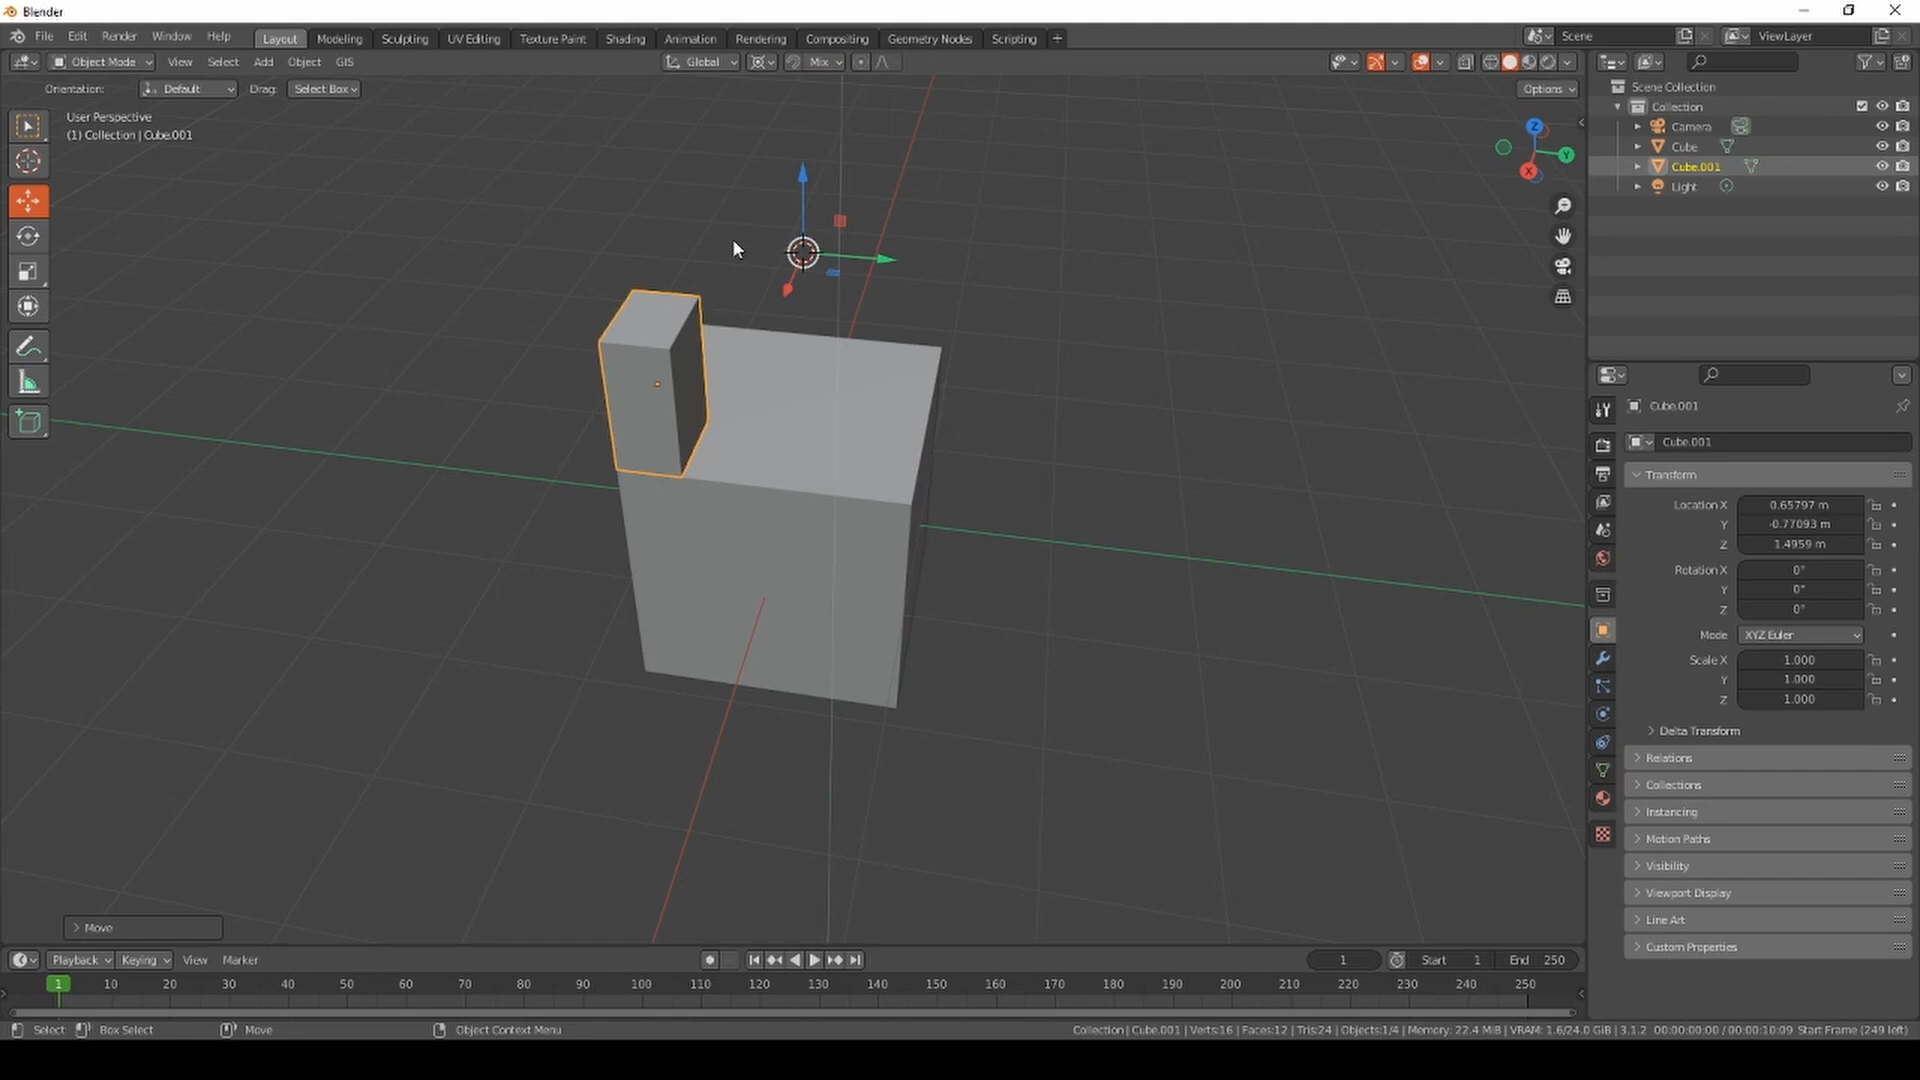 Blender
File Edit Render Window Help Layout Modeling Sculpting UV Editing Texture Paint Shading Animation Rendering Compositing Geometry Nodes Scripting + Scene ViewLayer
Object Mode View Select Add Object GIS Global Mix
Orientation: Default Drag: Select Box Options
User Perspective
(1) Collection | Cube.001
Z
Y
X
Scene Collection
Collection
Camera
Cube
Cube.001
Light
Cube.001
Cube.001
Transform
Location X 0.65797 m
Y -0.77093 m
Z 1.4959 m
Rotation X 0°
Y 0°
Z 0°
Mode XYZ Euler
Scale X 1.000
Y 1.000
Z 1.000
Delta Transform
Relations
Collections
Instancing
Motion Paths
Visibility
Viewport Display
Line Art
Custom Properties
Move
Playback Keying View Marker 1 Start 1 End 250
1 10 20 30 40 50 60 70 80 90 100 110 120 130 140 150 160 170 180 190 200 210 220 230 240 250
Select Box Select Move Object Context Menu Collection | Cube.001 | Verts:16 | Faces:12 | Tris:24 | Objects:1/4 | Memory: 22.4 MiB | VRAM: 1.6/24.0 GiB | 3.1.2 00:00:00:00 / 00:00:10:09 Start Frame (249 left)